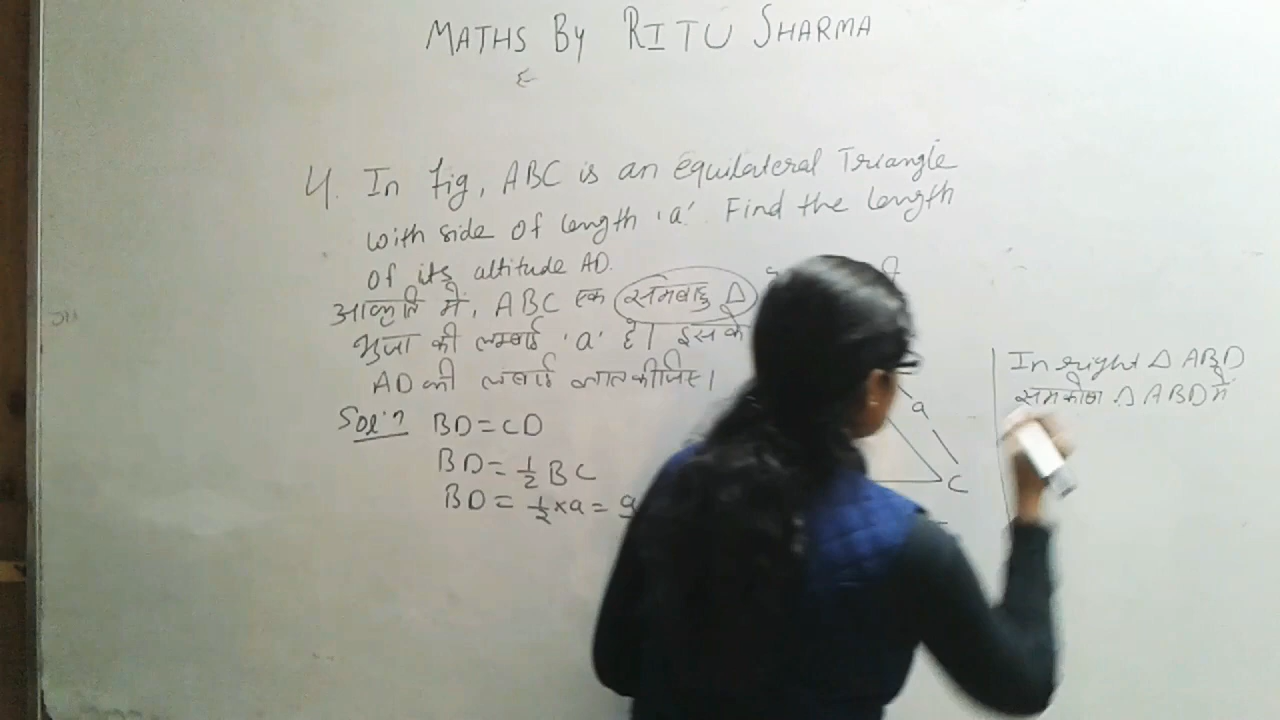 MATHS BY RITU SHARMA
4. In fig, ABC is an equilateral Triangle
with side of length 'a'. Find the length
of its altitude AD.
आकृति में, ABC एक समबाहु Δ
भुजा की लम्बाई 'a' है। इसके
AD की लंबाई ज्ञात कीजिए।
Solⁿ BD = CD
BD = 1/2 BC
BD = 1/2 × a = a
a
C
In right Δ ABD
समकोण Δ ABD में